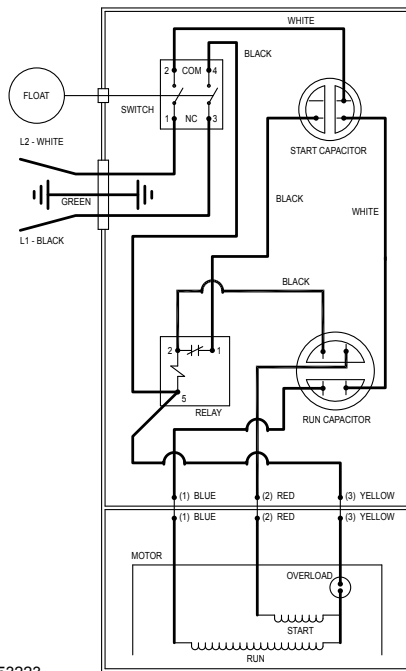 WHITE
BLACK
2 COM 4
FLOAT
SWITCH
1 NC 3
START CAPACITOR
L2 - WHITE
GREEN
BLACK
WHITE
L1 - BLACK
BLACK
2 1
5
RELAY
RUN CAPACITOR
(1) BLUE (2) RED (3) YELLOW
(1) BLUE (2) RED (3) YELLOW
MOTOR
OVERLOAD
START
RUN